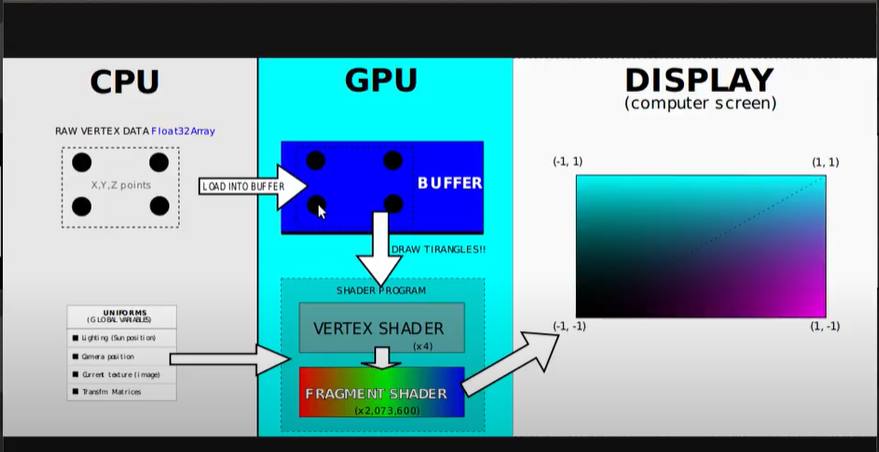 CPU
RAW VERTEX DATA Float32Array
X,Y,Z points
LOAD INTO BUFFER
UNIFORMS
(GLOBAL VARIABLES)
Lighting (Sun position)
Camera position
Current texture (image)
Transfm Matrices
GPU
BUFFER
DRAW TIRANGLES!!
SHADER PROGRAM
VERTEX SHADER
(x4)
FRAGMENT SHADER
(x2,073,600)
DISPLAY
(computer screen)
(-1, 1)
(1, 1)
(-1, -1)
(1, -1)